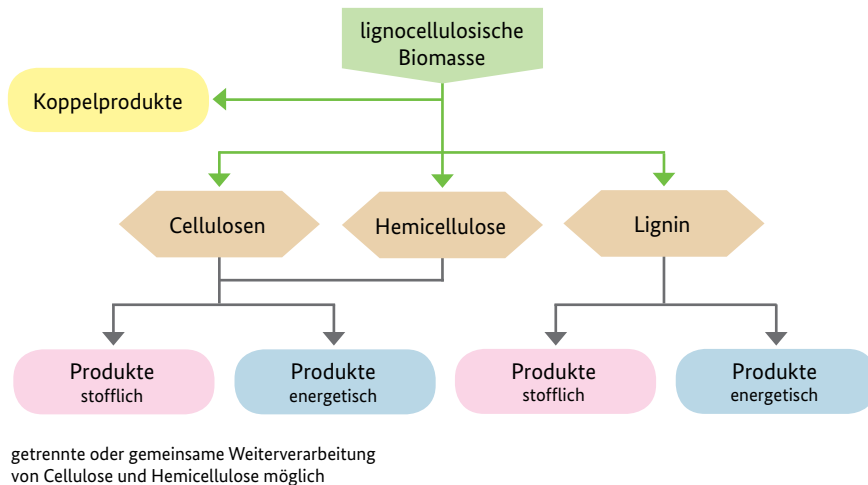 lignocellulosische
Biomasse
Koppelprodukte
Cellulosen
Hemicellulose
Lignin
Produkte
stofflich
Produkte
energetisch
Produkte
stofflich
Produkte
energetisch
getrennte oder gemeinsame Weiterverarbeitung
von Cellulose und Hemicellulose möglich